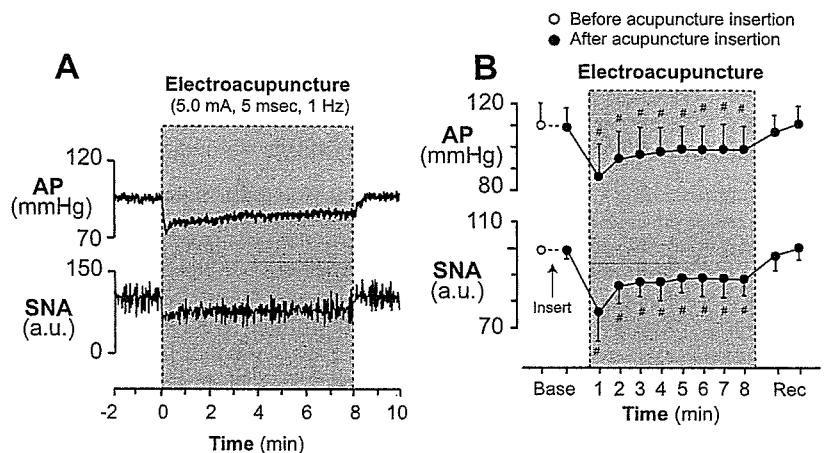 ○ Before acupuncture insertion
● After acupuncture insertion
A
Electroacupuncture
(5.0 mA, 5 msec, 1 Hz)
120
AP
(mmHg)
70
150
SNA
(a.u.)
0
-2 0 2 4 6 8 10
Time (min)
B
Electroacupuncture
120
AP
(mmHg)
80
# # # # # # # #
110
SNA
(a.u.)
70
Insert
# # # # # # # #
Base 1 2 3 4 5 6 7 8 Rec
Time (min)